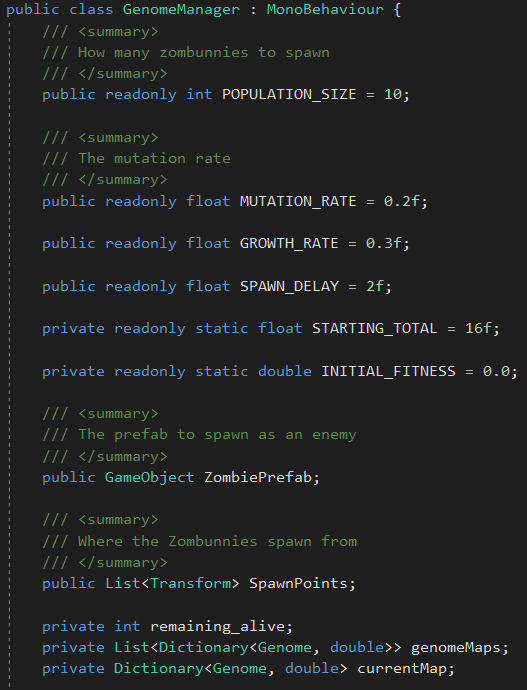 public class GenomeManager : MonoBehaviour {
/// <summary>
/// How many zombunnies to spawn
/// </summary>
public readonly int POPULATION_SIZE = 10;
/// <summary>
/// The mutation rate
/// </summary>
public readonly float MUTATION_RATE = 0.2f;
public readonly float GROWTH_RATE = 0.3f;
public readonly float SPAWN_DELAY = 2f;
private readonly static float STARTING_TOTAL = 16f;
private readonly static double INITIAL_FITNESS = 0.0;
/// <summary>
/// The prefab to spawn as an enemy
/// </summary>
public GameObject ZombiePrefab;
/// <summary>
/// Where the Zombunnies spawn from
/// </summary>
public List<Transform> SpawnPoints;
private int remaining_alive;
private List<Dictionary<Genome, double>> genomeMaps;
private Dictionary<Genome, double> currentMap;